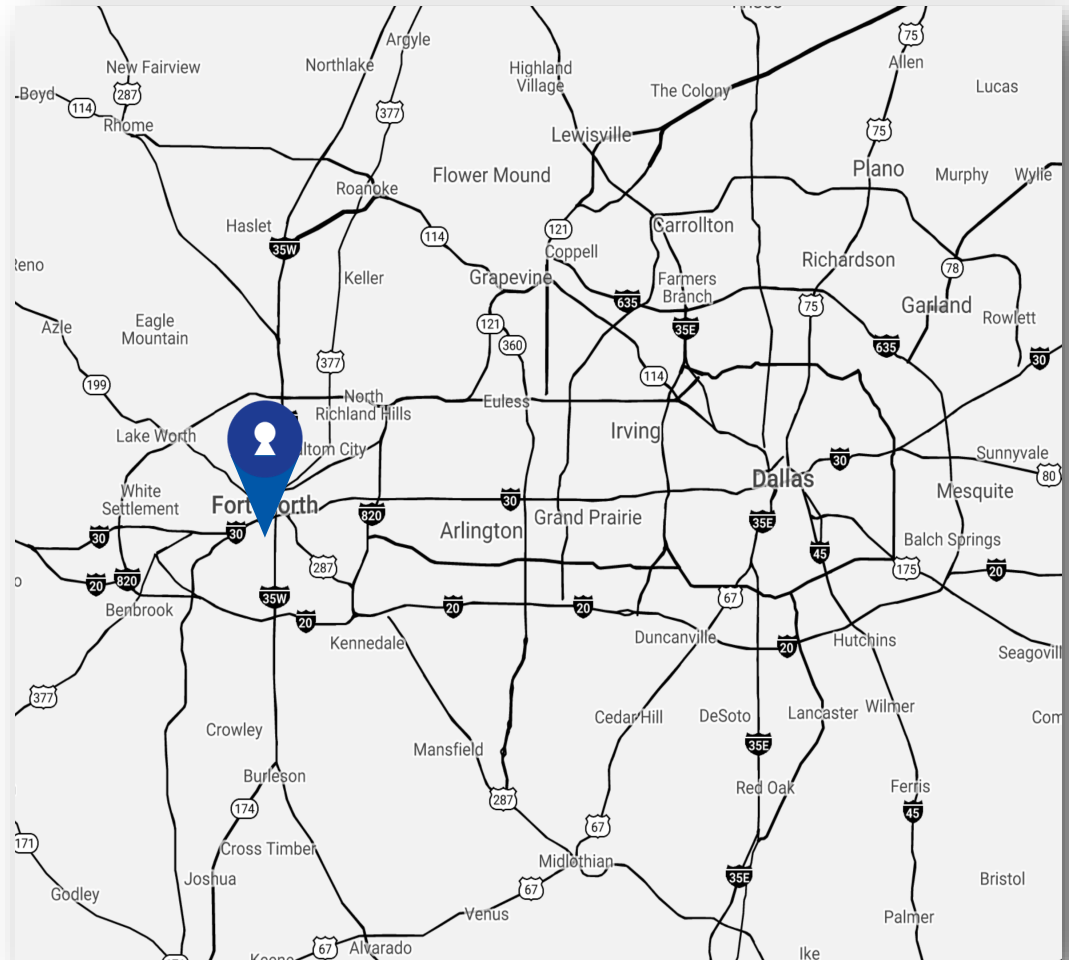 Argyle
75
New Fairview
Northlake
Highland
Village
Allen
Boyd
287
The Colony
Lucas
114
377
Rhome
Lewisville
75
Roanoke
Flower Mound
Plano
Murphy
Wylie
Haslet
35W
114
121
Carrollton
Coppell
Richardson
78
Keller
Grapevine
Farmers
Branch
635
75
Garland
Rowlett
Azle
Eagle
Mountain
121
360
35E
635
30
377
199
114
North
Richland Hills
Euless
Lake Worth
Irving
30
Sunnyvale
80
White
Settlement
Dallas
Mesquite
30
820
Arlington
Grand Prairie
35E
30
30
45
Balch Springs
287
175
20
820
20
35W
67
Benbrook
20
20
20
Kennedale
Duncanville
20
Hutchins
377
Crowley
Cedar Hill
DeSoto
Lancaster
Wilmer
Mansfield
35E
Burleson
Red Oak
Ferris
174
287
67
45
171
Cross Timber
Midlothian
35E
Joshua
67
Bristol
Godley
Venus
Palmer
67
Alvarado
Ike